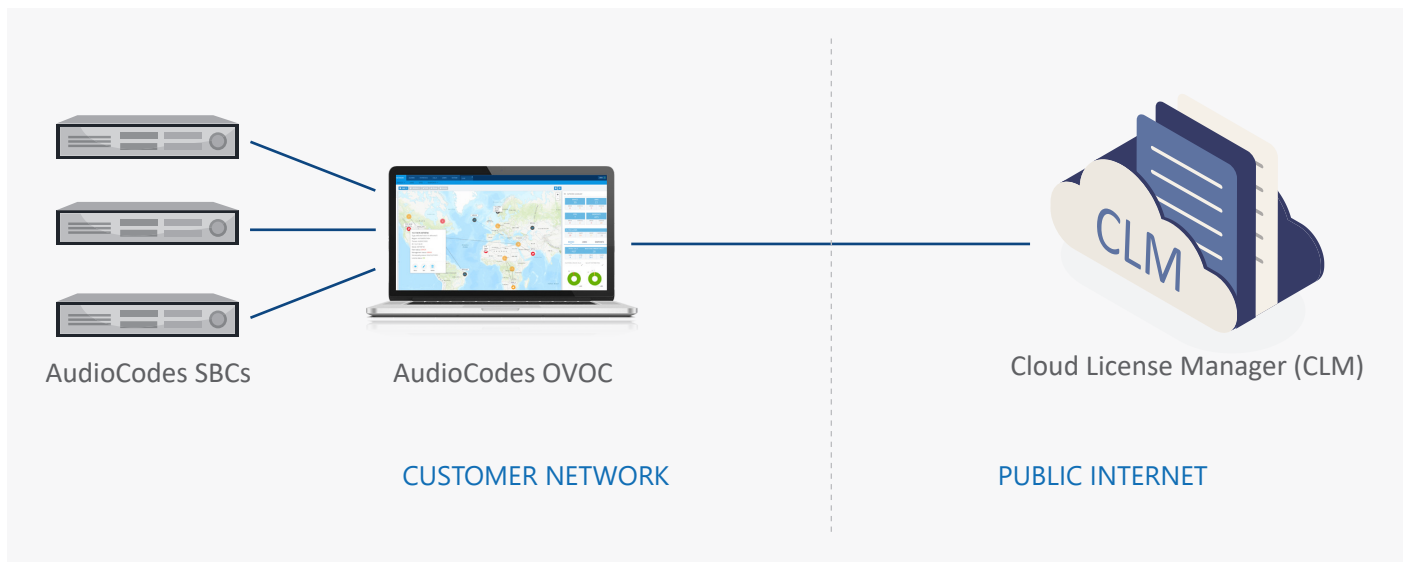 CLM
AudioCodes SBCs
AudioCodes OVOC
Cloud License Manager (CLM)
CUSTOMER NETWORK
PUBLIC INTERNET